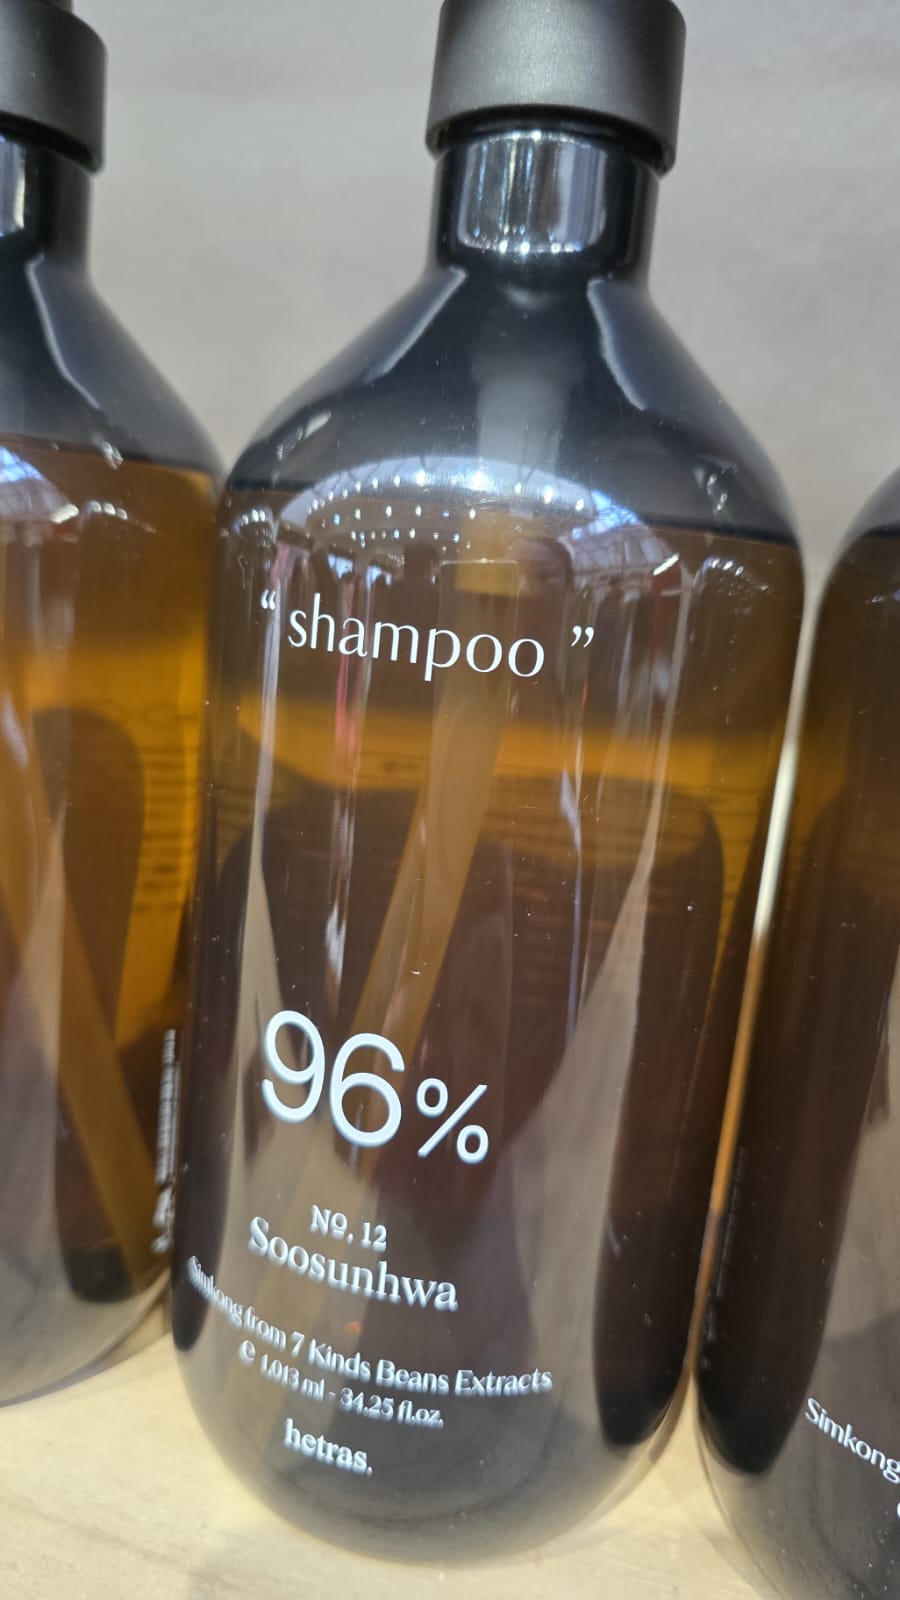 “ shampoo ”
96%
Nº. 12
Soosunhwa
Simkong from 7 Kinds Beans Extracts
℮ 1,013 ml - 34.25 fl.oz.
hetras.
Simkong